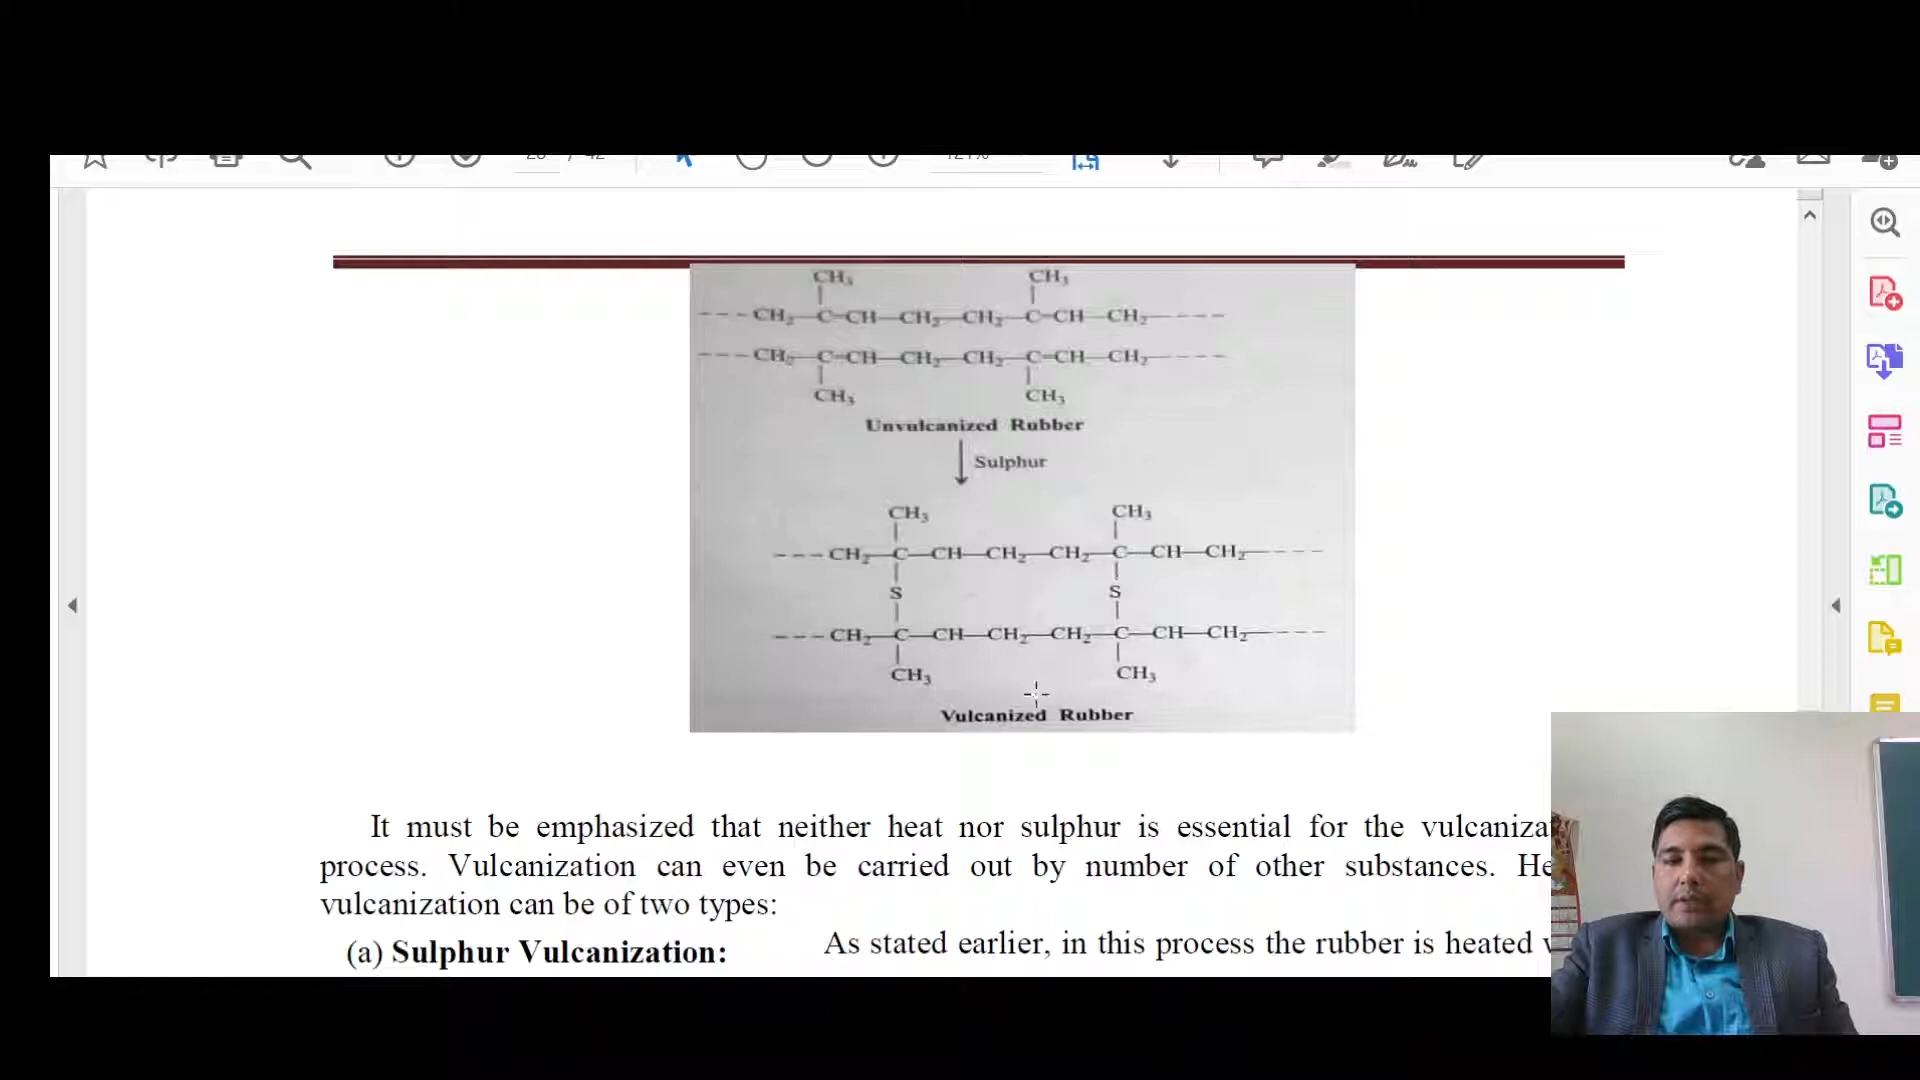 CH₃ CH₃
---CH₂—C=CH—CH₂—CH₂—C=CH—CH₂----
---CH₂—C=CH—CH₂—CH₂—C=CH—CH₂----
CH₃ CH₃
Unvulcanized Rubber
Sulphur
CH₃ CH₃
---CH₂—C—CH—CH₂—CH₂—C—CH—CH₂----
S S
---CH₂—C—CH—CH₂—CH₂—C—CH—CH₂----
CH₃ CH₃
Vulcanized Rubber
It must be emphasized that neither heat nor sulphur is essential for the
process. Vulcanization can even be carried out by number of other substances.
vulcanization can be of two types:
(a) Sulphur Vulcanization: As stated earlier, in this process the rubber is heated